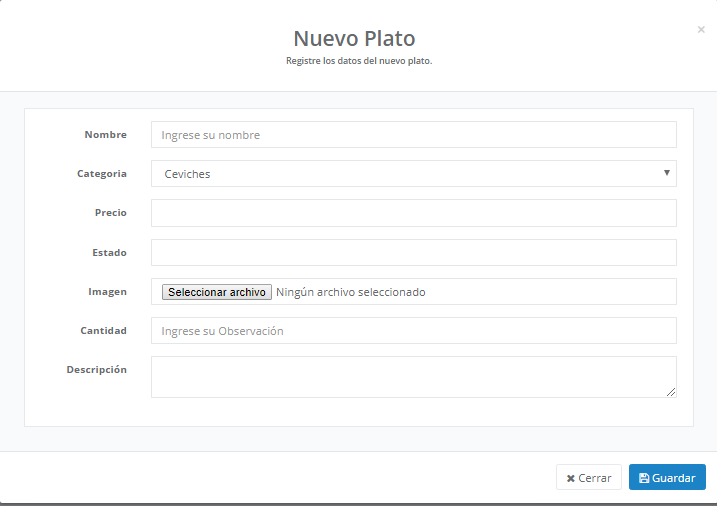 Nuevo Plato
×
Registre los datos del nuevo plato.
Nombre Ingrese su nombre
Categoria Ceviches
Precio
Estado
Imagen Seleccionar archivo Ningún archivo seleccionado
Cantidad Ingrese su Observación
Descripción
Cerrar Guardar